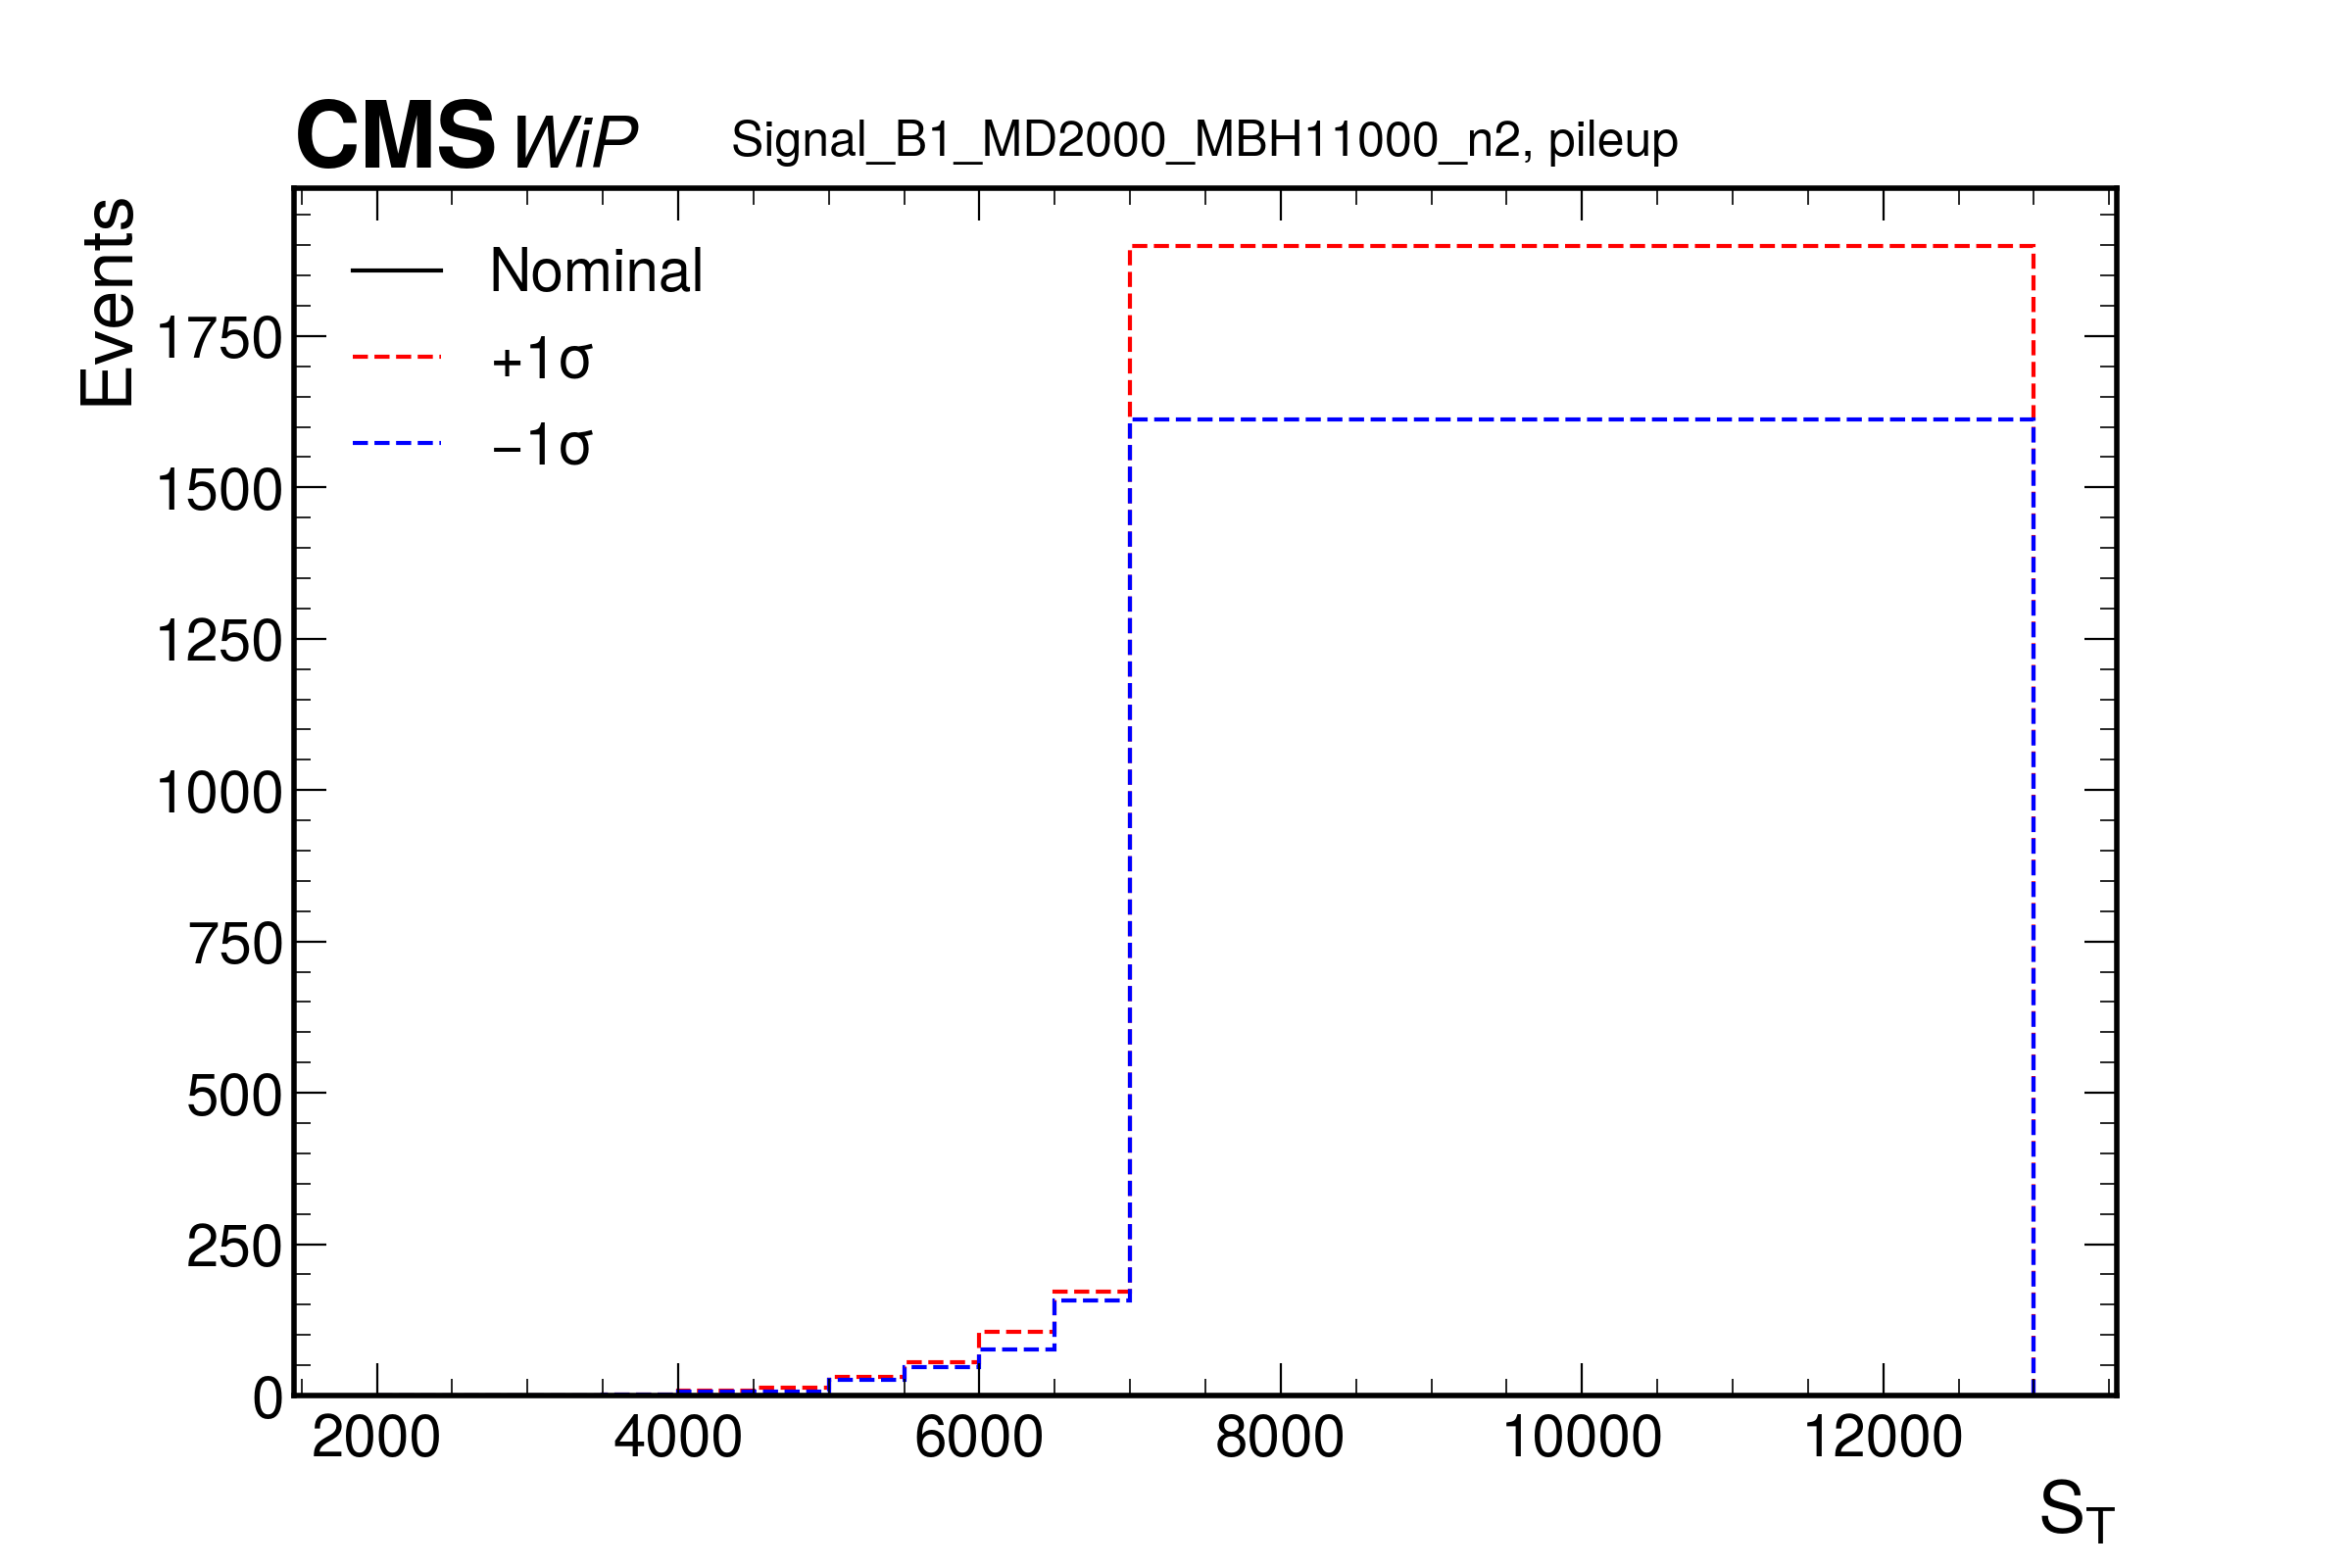 CMS WiP Signal_B1_MD2000_MBH11000_n2, pileup
Events
Nominal
+1σ
−1σ
1750
1500
1250
1000
750
500
250
0
2000 4000 6000 8000 10000 12000
S_T